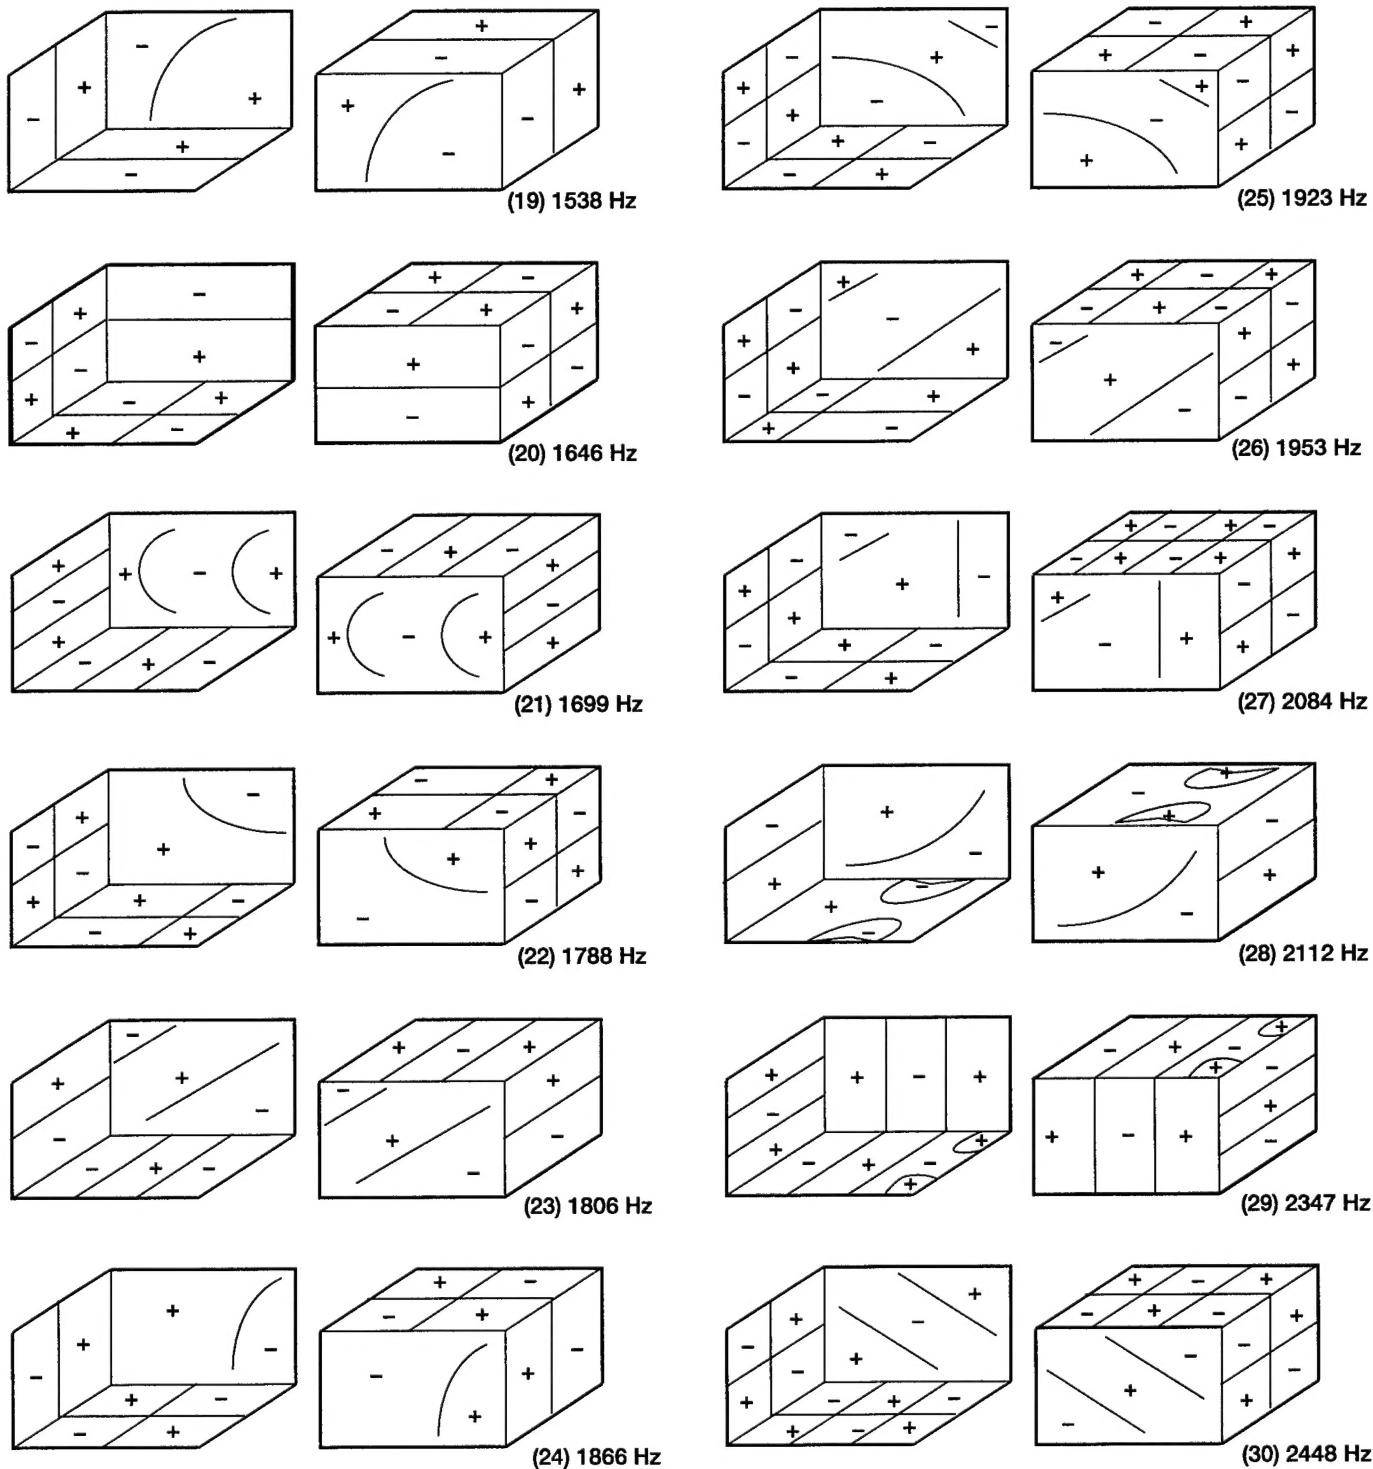 (19) 1538 Hz
(20) 1646 Hz
(21) 1699 Hz
(22) 1788 Hz
(23) 1806 Hz
(24) 1866 Hz
(25) 1923 Hz
(26) 1953 Hz
(27) 2084 Hz
(28) 2112 Hz
(29) 2347 Hz
(30) 2448 Hz